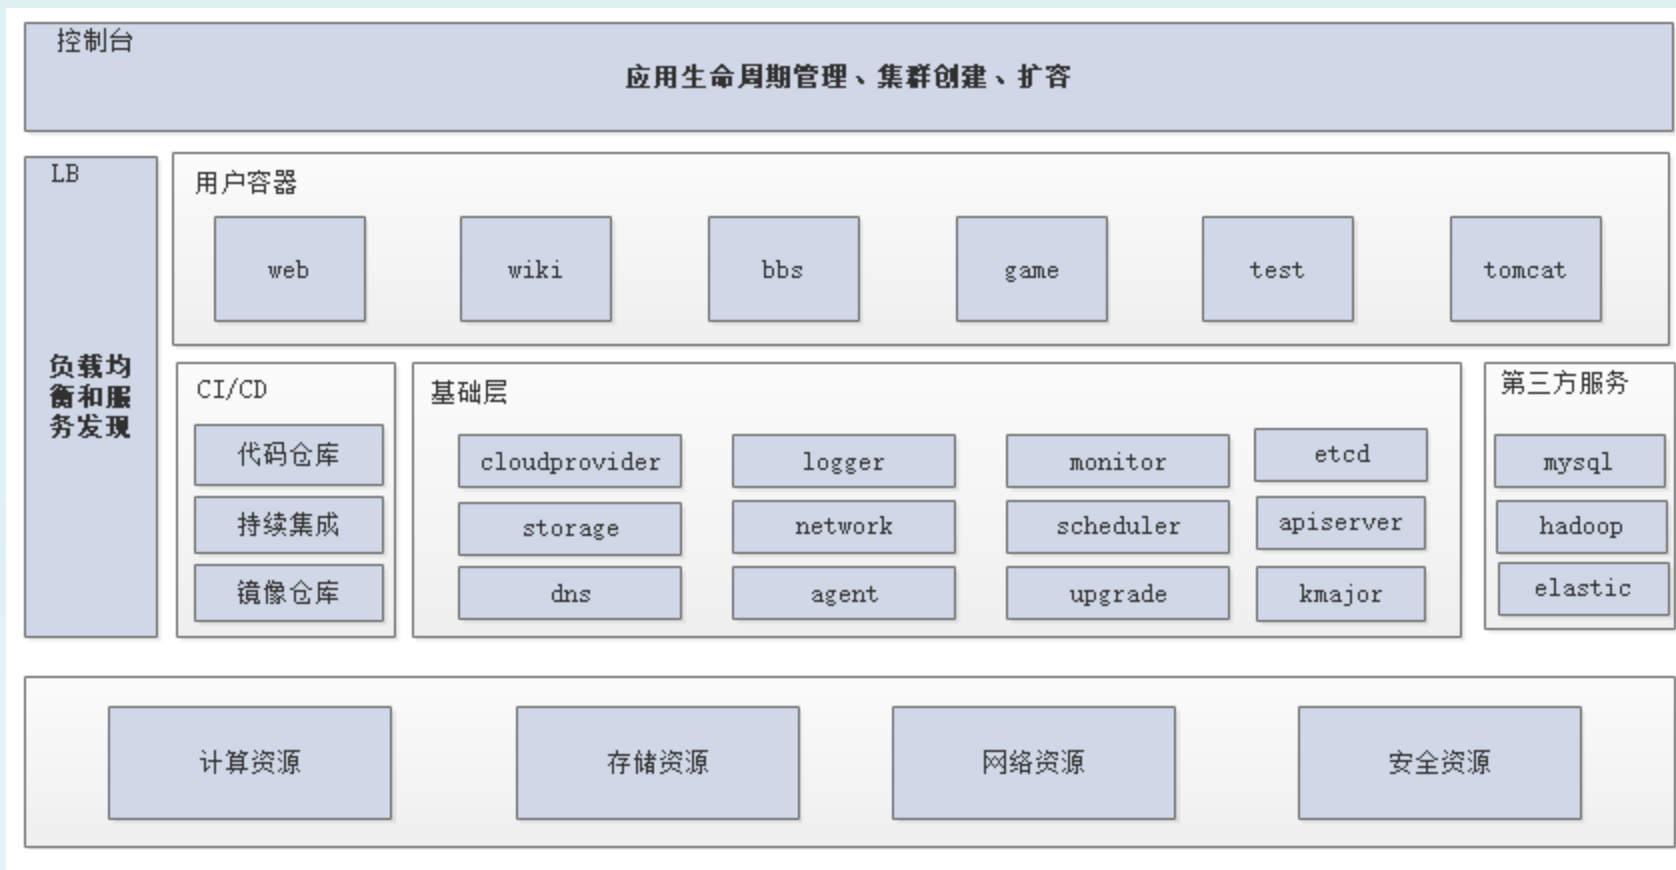 控制台
应用生命周期管理、集群创建、扩容
LB
负载均
衡和服
务发现
用户容器
web
wiki
bbs
game
test
tomcat
CI/CD
代码仓库
持续集成
镜像仓库
基础层
cloudprovider
logger
monitor
etcd
storage
network
scheduler
apiserver
dns
agent
upgrade
kmajor
第三方服务
mysql
hadoop
elastic
计算资源
存储资源
网络资源
安全资源